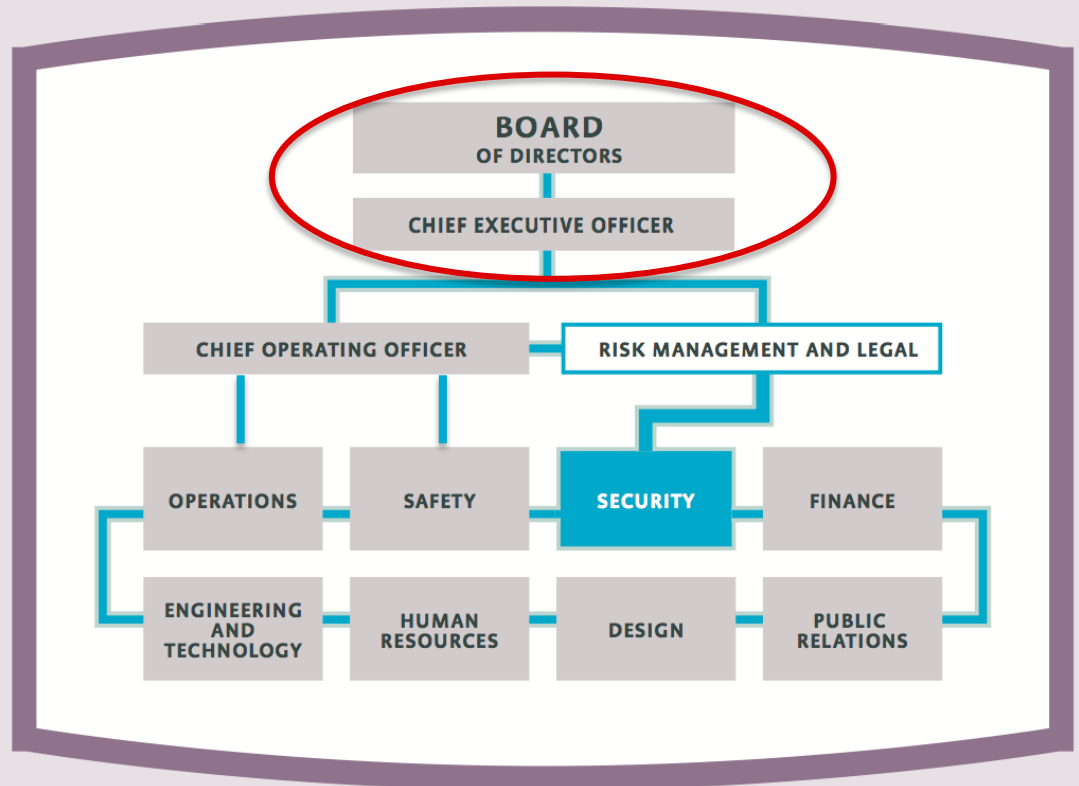 BOARD
OF DIRECTORS
CHIEF EXECUTIVE OFFICER
CHIEF OPERATING OFFICER
RISK MANAGEMENT AND LEGAL
OPERATIONS
SAFETY
SECURITY
FINANCE
ENGINEERING
AND
TECHNOLOGY
HUMAN
RESOURCES
DESIGN
PUBLIC
RELATIONS